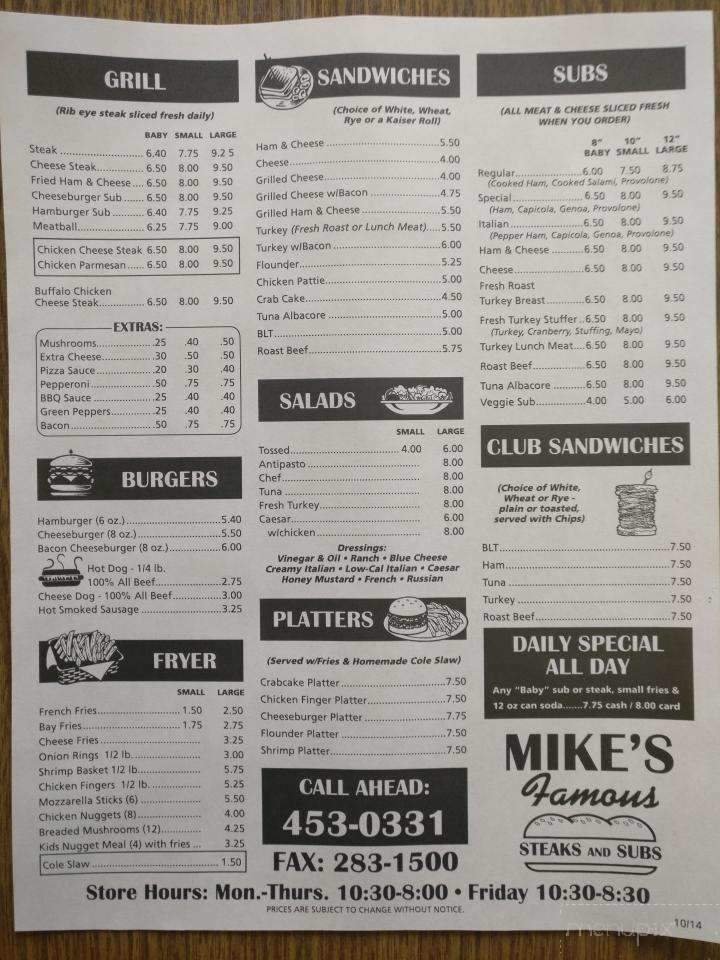 GRILL
(Rib eye steak sliced fresh daily)
BABY SMALL LARGE
Steak ........................ 6.40 7.75 9.2 5
Cheese Steak................ 6.50 8.00 9.50
Fried Ham & Cheese .... 6.50 8.00 9.50
Cheeseburger Sub ....... 6.50 8.00 9.50
Hamburger Sub ........... 6.40 7.75 9.25
Meatball...................... 6.25 7.75 9.00
Chicken Cheese Steak 6.50 8.00 9.50
Chicken Parmesan ...... 6.50 8.00 9.50
Buffalo Chicken
Cheese Steak............... 6.50 8.00 9.50
EXTRAS:
Mushrooms................. .25 .40 .50
Extra Cheese............... .30 .50 .50
Pizza Sauce................. .20 .30 .40
Pepperoni ................... .50 .75 .75
BBQ Sauce .................. .25 .40 .40
Green Peppers............. .25 .40 .40
Bacon.......................... .50 .75 .75
BURGERS
Hamburger (6 oz.)..........................5.40
Cheeseburger (8 oz.)......................5.50
Bacon Cheeseburger (8 oz.)............6.00
Hot Dog - 1/4 lb.
100% All Beef........................2.75
Cheese Dog - 100% All Beef............3.00
Hot Smoked Sausage ......................3.25
FRYER
SMALL LARGE
French Fries...................... 1.50 2.50
Bay Fries........................... 1.75 2.75
Cheese Fries.......................... 3.25
Onion Rings 1/2 lb................. 3.00
Shrimp Basket 1/2 lb............... 5.75
Chicken Fingers 1/2 lb............ 5.25
Mozzarella Sticks (6) ............... 5.50
Chicken Nuggets (8)................ 4.00
Breaded Mushrooms (12).......... 4.25
Kids Nugget Meal (4) with fries ... 3.25
Cole Slaw ................................ 1.50
SANDWICHES
(Choice of White, Wheat,
Rye or a Kaiser Roll)
Ham & Cheese ................................5.50
Cheese..........................................4.00
Grilled Cheese................................4.00
Grilled Cheese w/Bacon ...................4.75
Grilled Ham & Cheese .....................5.50
Turkey (Fresh Roast or Lunch Meat).....5.50
Turkey w/Bacon ..............................6.00
Flounder........................................5.25
Chicken Pattie.................................5.00
Crab Cake......................................4.50
Tuna Albacore ................................5.00
BLT...............................................5.00
Roast Beef.....................................5.75
SALADS
SMALL LARGE
Tossed.................................. 4.00 6.00
Antipasto .............................. 8.00
Chef...................................... 8.00
Tuna ..................................... 8.00
Fresh Turkey.......................... 8.00
Caesar................................... 6.00
w/chicken .............................. 8.00
Dressings:
Vinegar & Oil • Ranch • Blue Cheese
Creamy Italian • Low-Cal Italian • Caesar
Honey Mustard • French • Russian
PLATTERS
(Served w/Fries & Homemade Cole Slaw)
Crabcake Platter............................7.50
Chicken Finger Platter....................7.50
Cheeseburger Platter .....................7.75
Flounder Platter ............................7.50
Shrimp Platter...............................7.50
CALL AHEAD:
453-0331
FAX: 283-1500
SUBS
(ALL MEAT & CHEESE SLICED FRESH
WHEN YOU ORDER)
8" 10" 12"
BABY SMALL LARGE
Regular...............6.00 7.50 8.75
(Cooked Ham, Cooked Salami, Provolone)
Special ................6.50 8.00 9.50
(Ham, Capicola, Genoa, Provolone)
Italian .................6.50 8.00 9.50
(Pepper Ham, Capicola, Genoa, Provolone)
Ham & Cheese .......6.50 8.00 9.50
Cheese..................6.50 8.00 9.50
Fresh Roast
Turkey Breast.........6.50 8.00 9.50
Fresh Turkey Stuffer ..6.50 8.00 9.50
(Turkey, Cranberry, Stuffing, Mayo)
Turkey Lunch Meat....6.50 8.00 9.50
Roast Beef.............6.50 8.00 9.50
Tuna Albacore ........6.50 8.00 9.50
Veggie Sub............4.00 5.00 6.00
CLUB SANDWICHES
(Choice of White,
Wheat or Rye -
plain or toasted,
served with Chips)
BLT..............................................7.50
Ham.............................................7.50
Tuna ............................................7.50
Turkey .........................................7.50
Roast Beef....................................7.50
DAILY SPECIAL
ALL DAY
Any "Baby" sub or steak, small fries &
12 oz can soda......7.75 cash / 8.00 card
MIKE'S
Famous
STEAKS AND SUBS
Store Hours: Mon.-Thurs. 10:30-8:00 • Friday 10:30-8:30
PRICES ARE SUBJECT TO CHANGE WITHOUT NOTICE.
10/14
menupix